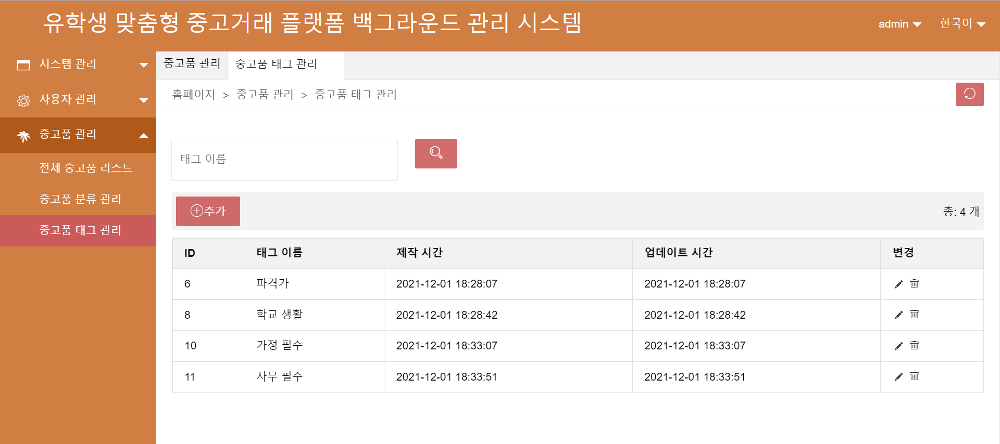 유학생 맞춤형 중고거래 플랫폼 백그라운드 관리 시스템
admin 한국어
시스템 관리
사용자 관리
중고품 관리
전체 중고품 리스트
중고품 분류 관리
중고품 태그 관리
중고품 관리 중고품 태그 관리
홈페이지 > 중고품 관리 > 중고품 태그 관리
태그 이름
추가
총: 4 개
ID 태그 이름 제작 시간 업데이트 시간 변경
6 파격가 2021-12-01 18:28:07 2021-12-01 18:28:07
8 학교 생활 2021-12-01 18:28:42 2021-12-01 18:28:42
10 가정 필수 2021-12-01 18:33:07 2021-12-01 18:33:07
11 사무 필수 2021-12-01 18:33:51 2021-12-01 18:33:51